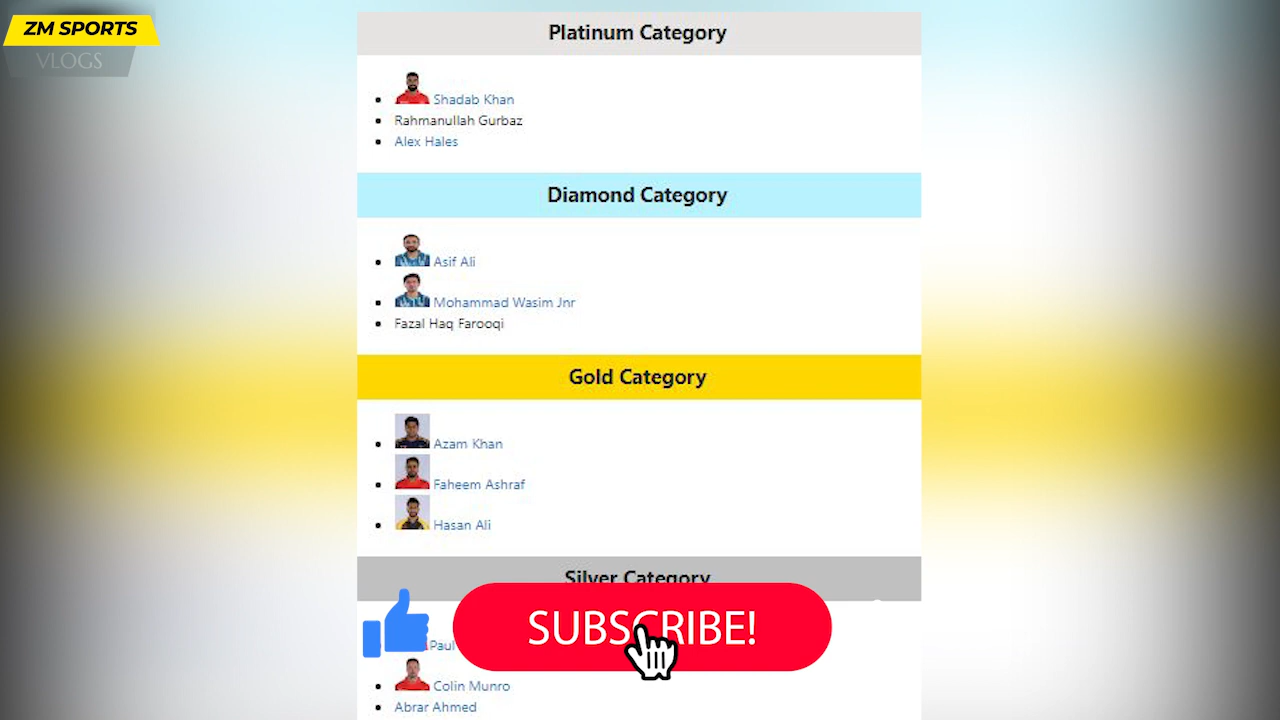 ZM SPORTS
VLOGS
Platinum Category
Shadab Khan
Rahmanullah Gurbaz
Alex Hales
Diamond Category
Asif Ali
Mohammad Wasim Jnr
Fazal Haq Farooqi
Gold Category
Azam Khan
Faheem Ashraf
Hasan Ali
Silver Category
SUBSCRIBE!
Paul
Colin Munro
Abrar Ahmed